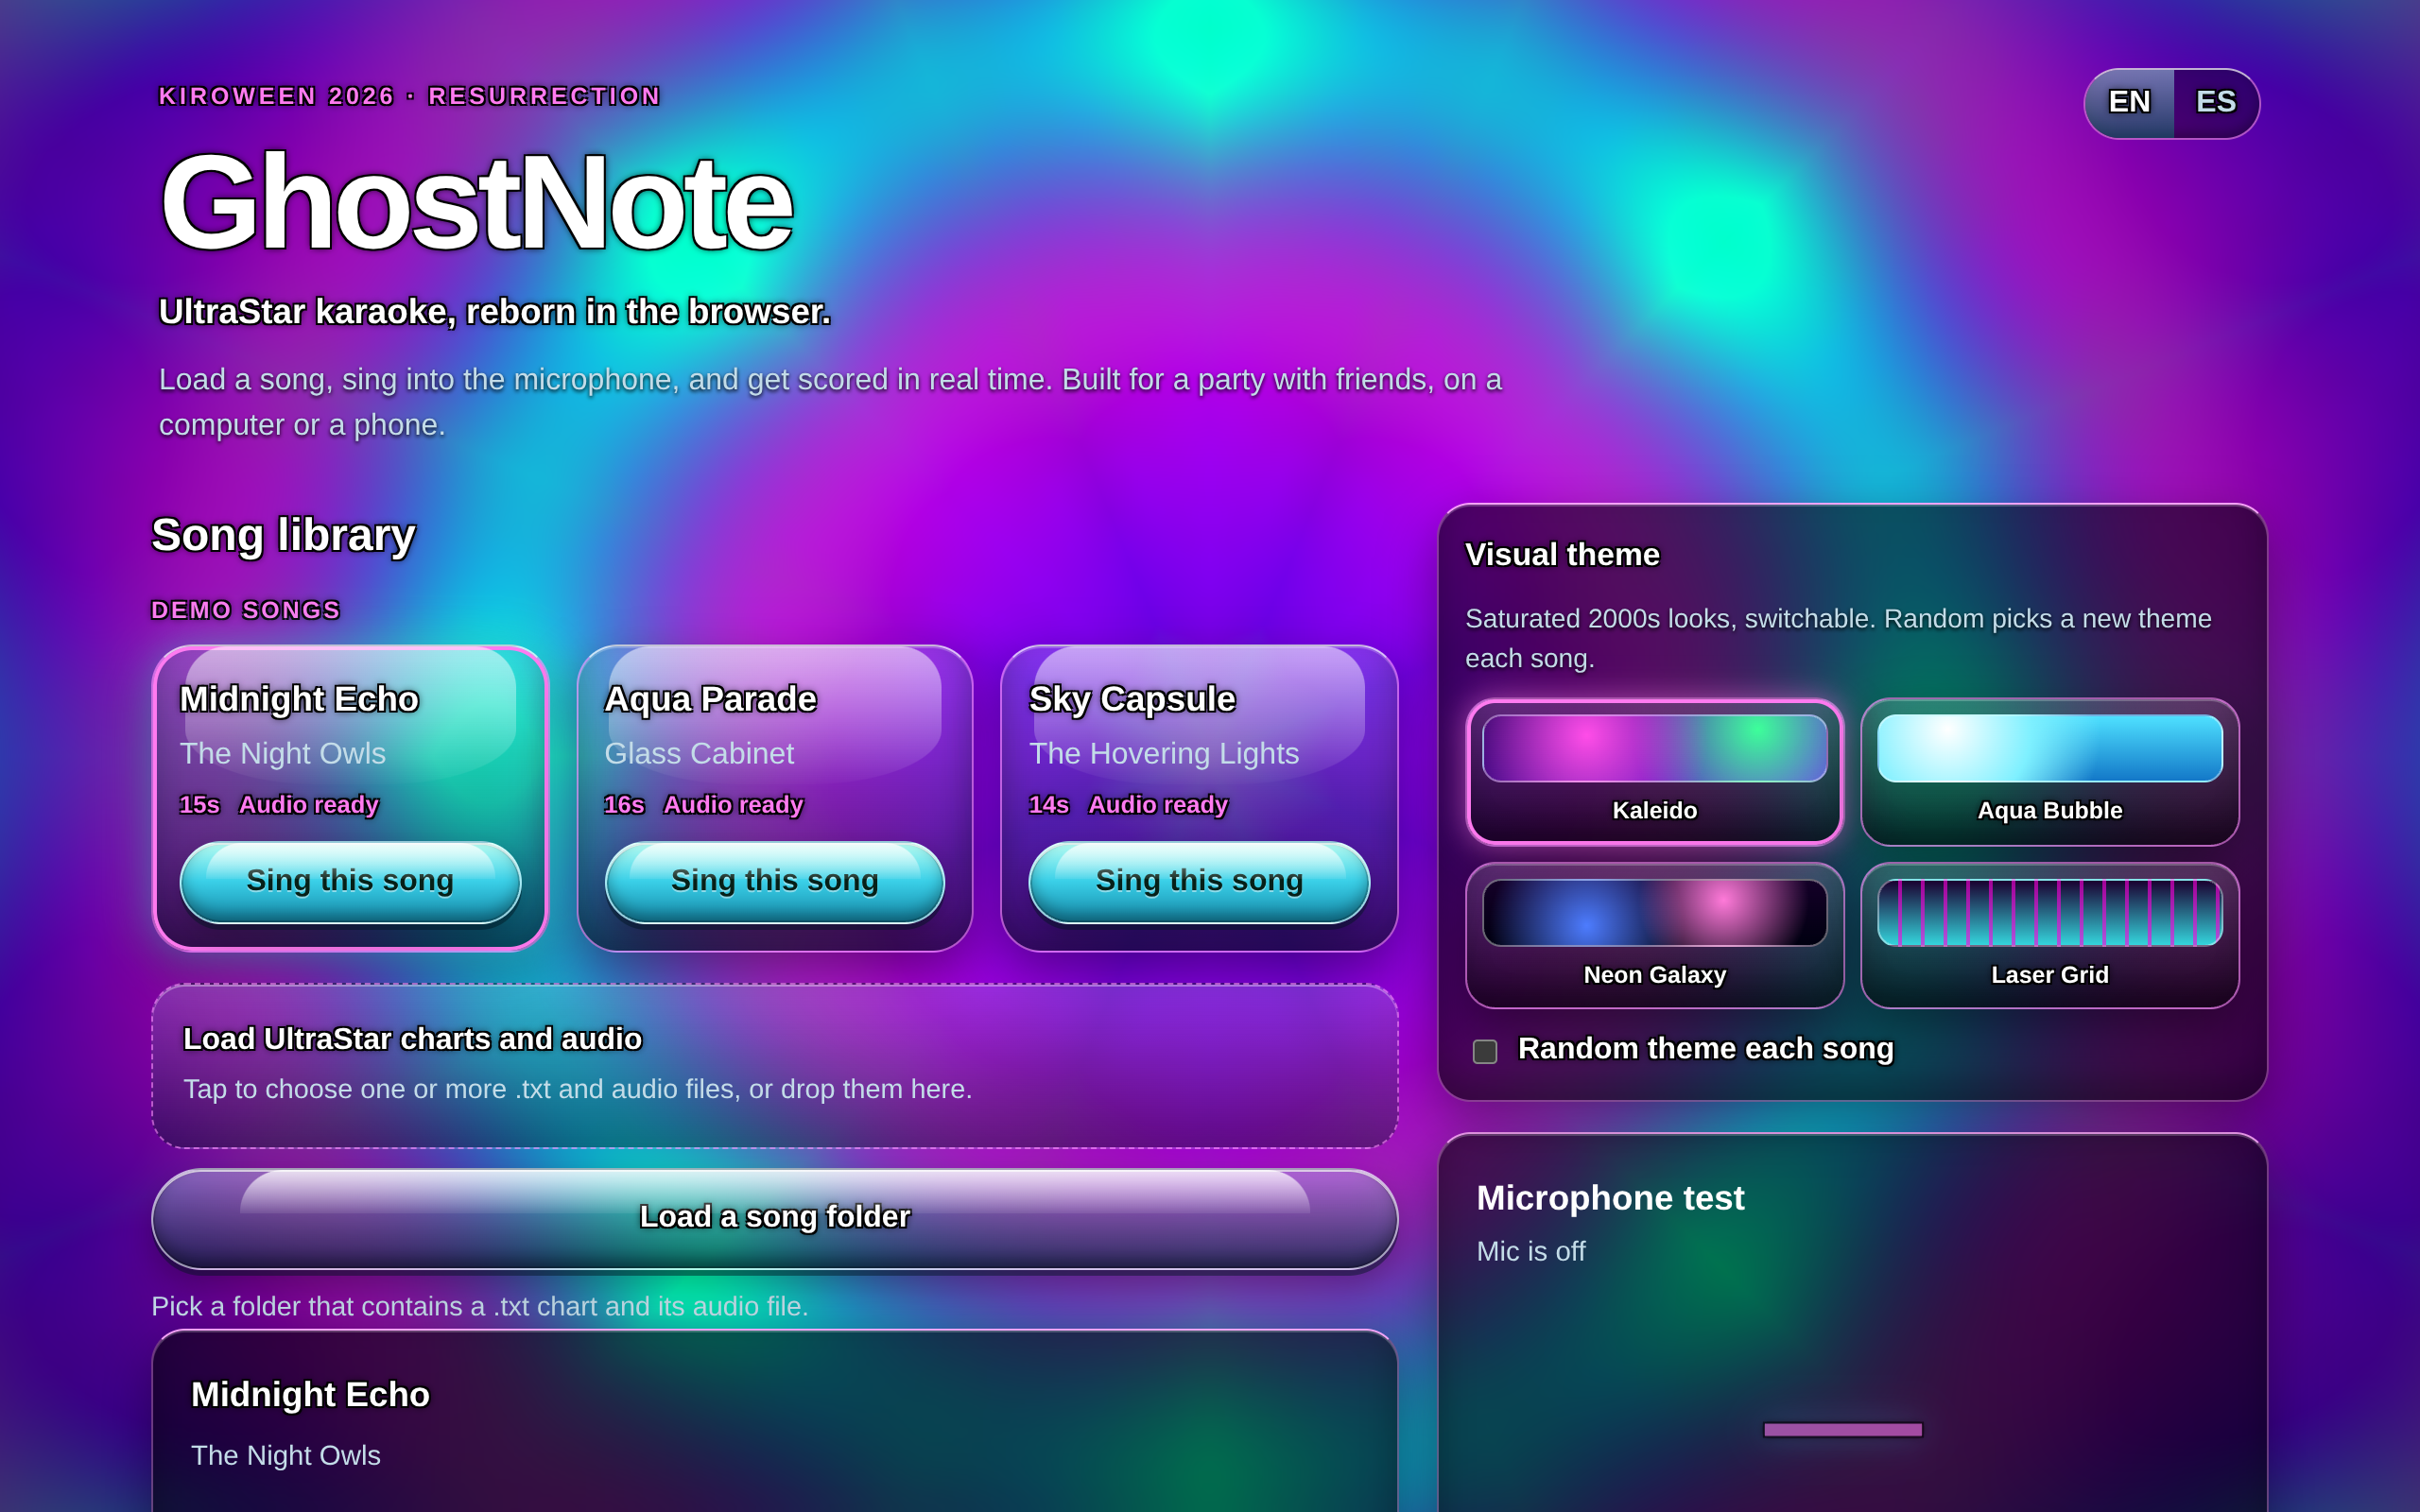 KIROWEEN 2026 · RESURRECTION
EN ES
GhostNote
UltraStar karaoke, reborn in the browser.
Load a song, sing into the microphone, and get scored in real time. Built for a party with friends, on a
computer or a phone.
Song library
DEMO SONGS
Midnight Echo
The Night Owls
15s Audio ready
Sing this song
Aqua Parade
Glass Cabinet
16s Audio ready
Sing this song
Sky Capsule
The Hovering Lights
14s Audio ready
Sing this song
Load UltraStar charts and audio
Tap to choose one or more .txt and audio files, or drop them here.
Load a song folder
Pick a folder that contains a .txt chart and its audio file.
Midnight Echo
The Night Owls
Visual theme
Saturated 2000s looks, switchable. Random picks a new theme
each song.
Kaleido
Aqua Bubble
Neon Galaxy
Laser Grid
Random theme each song
Microphone test
Mic is off